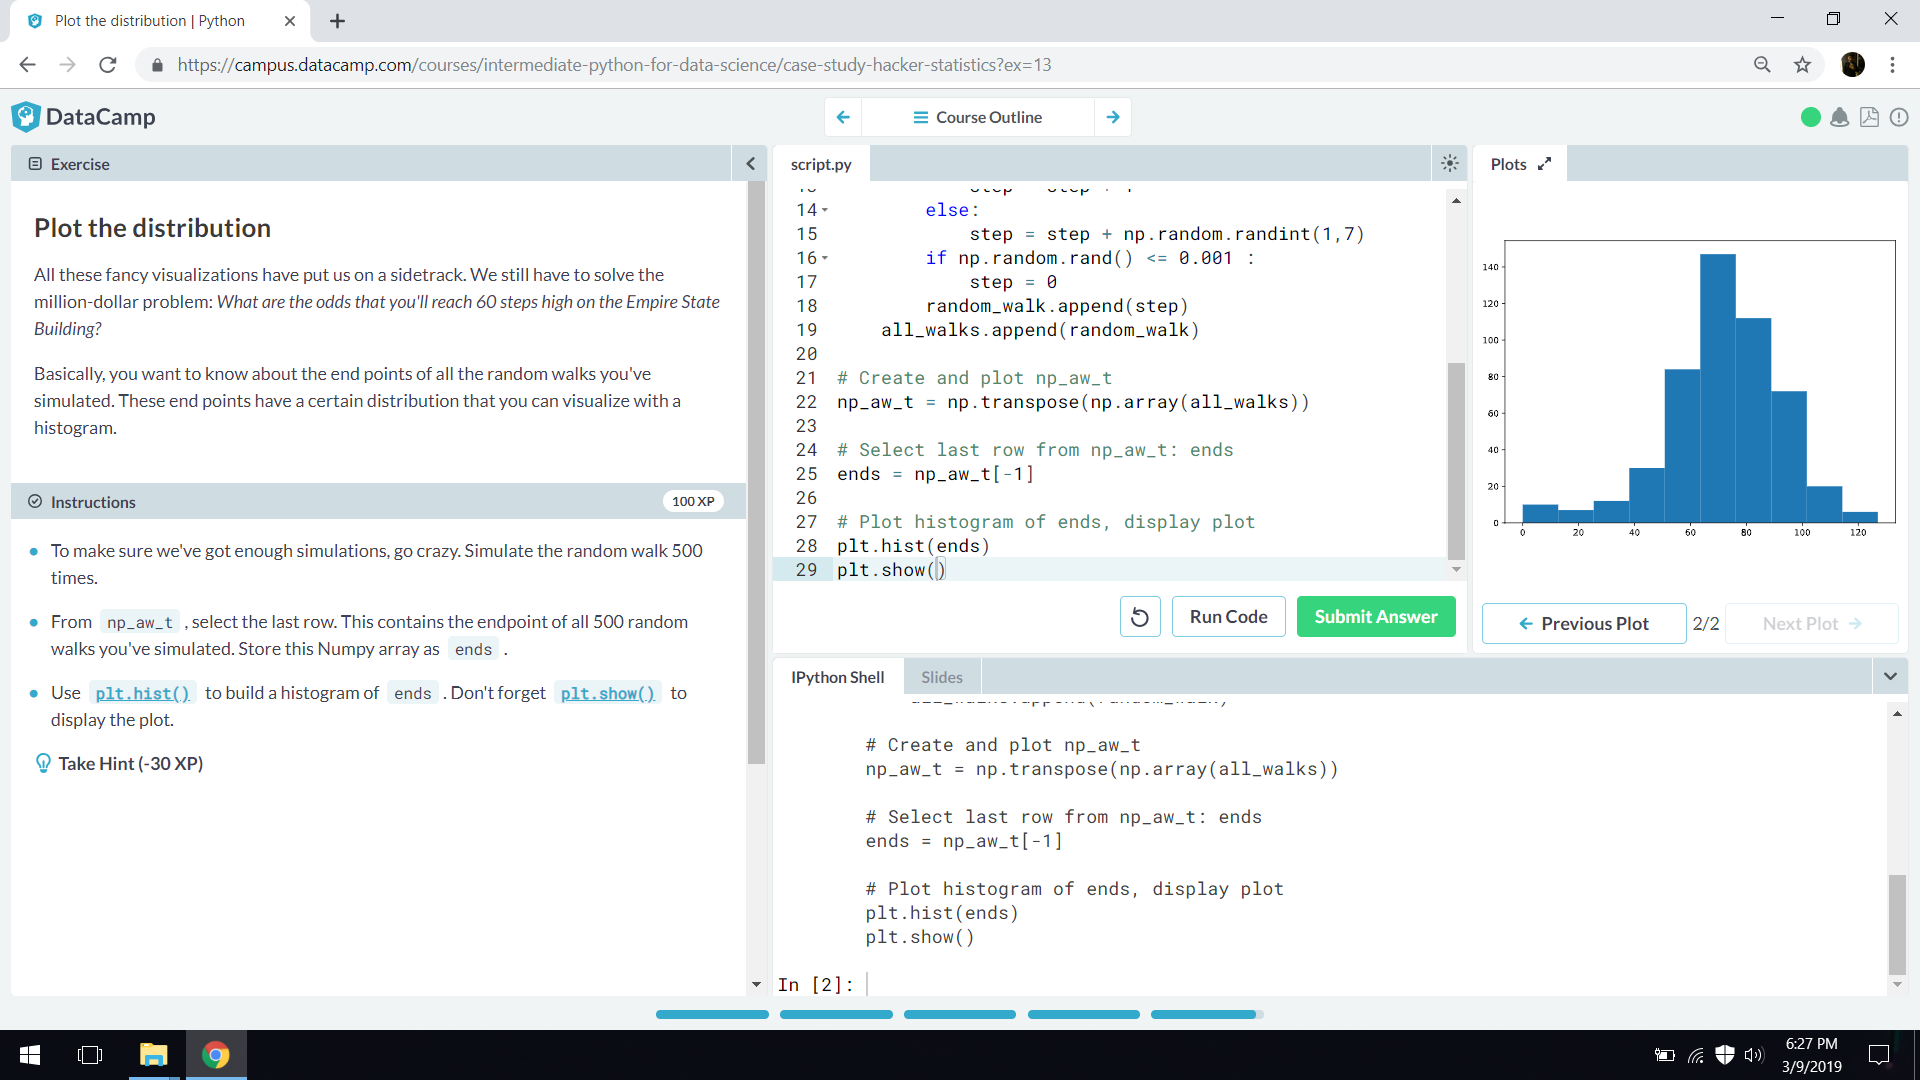 Plot the distribution | Python
https://campus.datacamp.com/courses/intermediate-python-for-data-science/case-study-hacker-statistics?ex=13
DataCamp
Course Outline
Exercise
Plot the distribution
All these fancy visualizations have put us on a sidetrack. We still have to solve the
million-dollar problem: What are the odds that you'll reach 60 steps high on the Empire State
Building?
Basically, you want to know about the end points of all the random walks you've
simulated. These end points have a certain distribution that you can visualize with a
histogram.
Instructions
100 XP
To make sure we've got enough simulations, go crazy. Simulate the random walk 500
times.
From np_aw_t , select the last row. This contains the endpoint of all 500 random
walks you've simulated. Store this Numpy array as ends .
Use plt.hist() to build a histogram of ends . Don't forget plt.show() to
display the plot.
Take Hint (-30 XP)
script.py
14 else:
15 step = step + np.random.randint(1,7)
16 if np.random.rand() <= 0.001 :
17 step = 0
18 random_walk.append(step)
19 all_walks.append(random_walk)
20
21 # Create and plot np_aw_t
22 np_aw_t = np.transpose(np.array(all_walks))
23
24 # Select last row from np_aw_t: ends
25 ends = np_aw_t[-1]
26
27 # Plot histogram of ends, display plot
28 plt.hist(ends)
29 plt.show()
Run Code
Submit Answer
Plots
140
120
100
80
60
40
20
0
0 20 40 60 80 100 120
Previous Plot
2/2
Next Plot
IPython Shell
Slides
# Create and plot np_aw_t
np_aw_t = np.transpose(np.array(all_walks))
# Select last row from np_aw_t: ends
ends = np_aw_t[-1]
# Plot histogram of ends, display plot
plt.hist(ends)
plt.show()
In [2]:
6:27 PM
3/9/2019